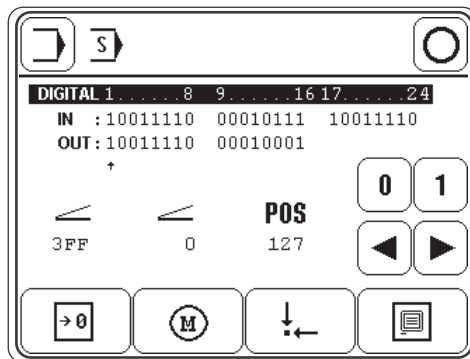 S
DIGITAL 1......8 9......16 17......24
IN :10011110 00010111 10011110
OUT:10011110 00010001
0 1
POS
3FF 0 127
→0 M